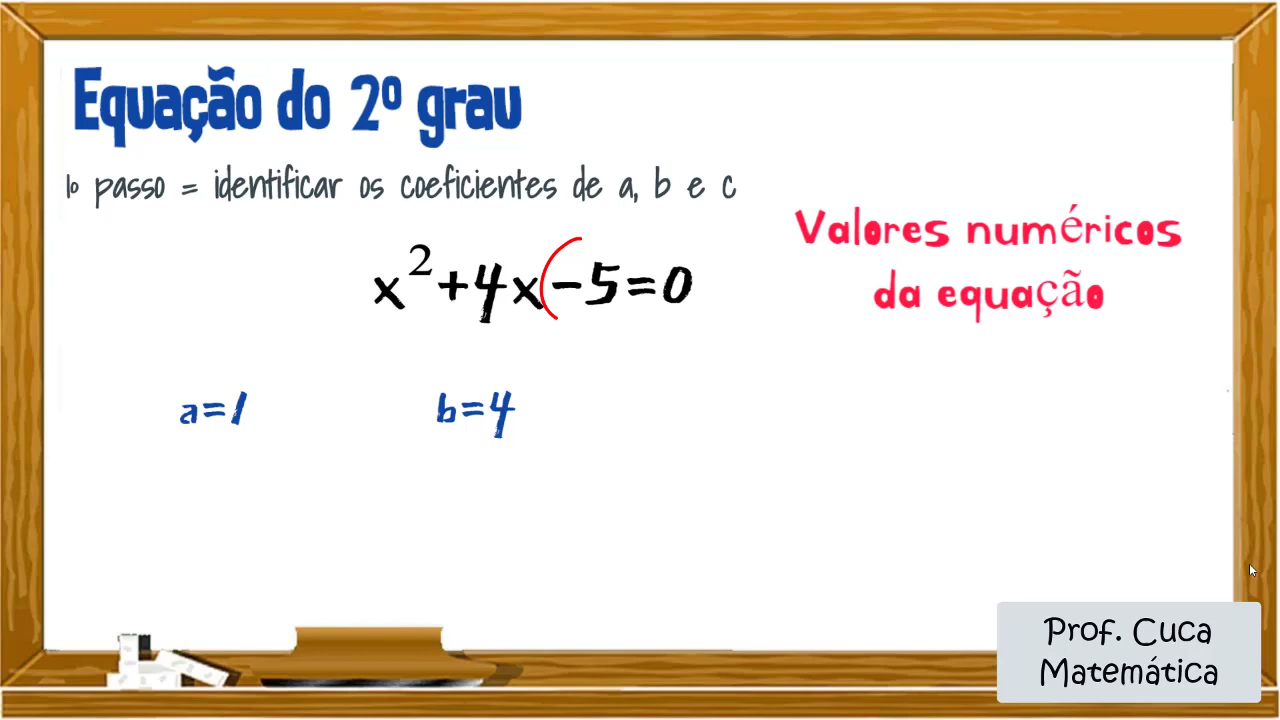 Equação do 2º grau
1º passo = identificar os coeficientes de a, b e c
Valores numéricos
da equação
x²+4x-5=0
a=1
b=4
Prof. Cuca
Matemática